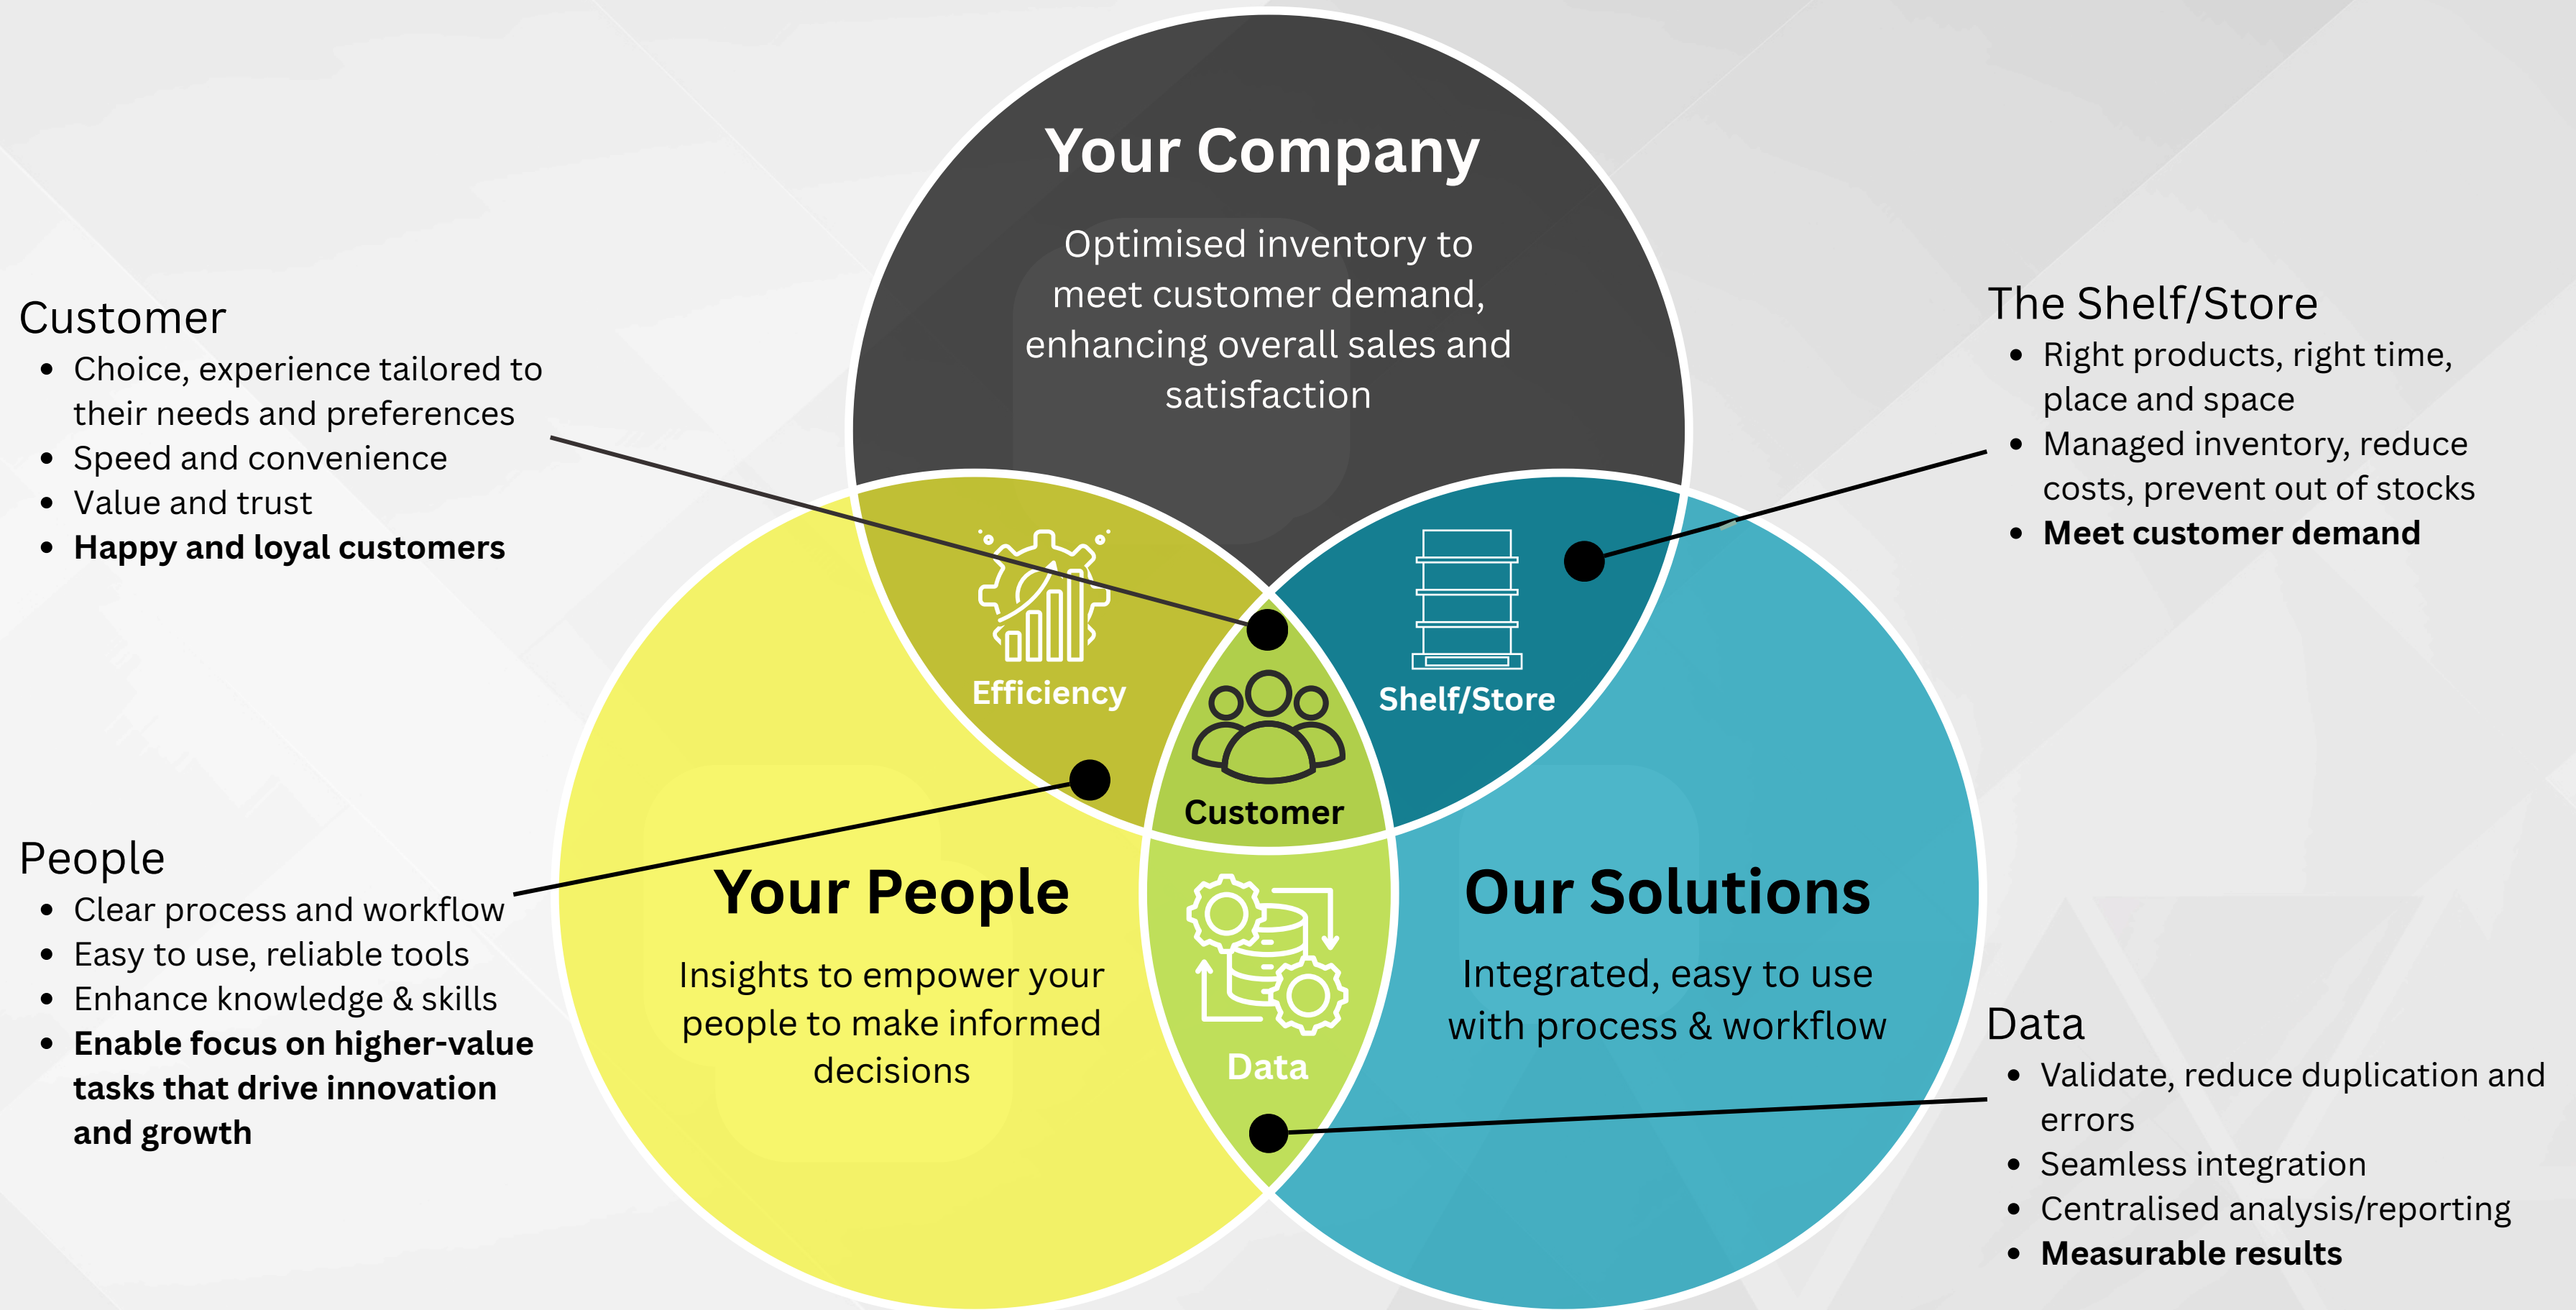 Your Company
Optimised inventory to
meet customer demand,
enhancing overall sales and
satisfaction
Customer
• Choice, experience tailored to
their needs and preferences
• Speed and convenience
• Value and trust
• Happy and loyal customers
The Shelf/Store
• Right products, right time,
place and space
• Managed inventory, reduce
costs, prevent out of stocks
• Meet customer demand
Efficiency
Shelf/Store
Customer
People
• Clear process and workflow
• Easy to use, reliable tools
• Enhance knowledge & skills
• Enable focus on higher-value
tasks that drive innovation
and growth
Your People
Insights to empower your
people to make informed
decisions
Data
Our Solutions
Integrated, easy to use
with process & workflow
Data
• Validate, reduce duplication and
errors
• Seamless integration
• Centralised analysis/reporting
• Measurable results